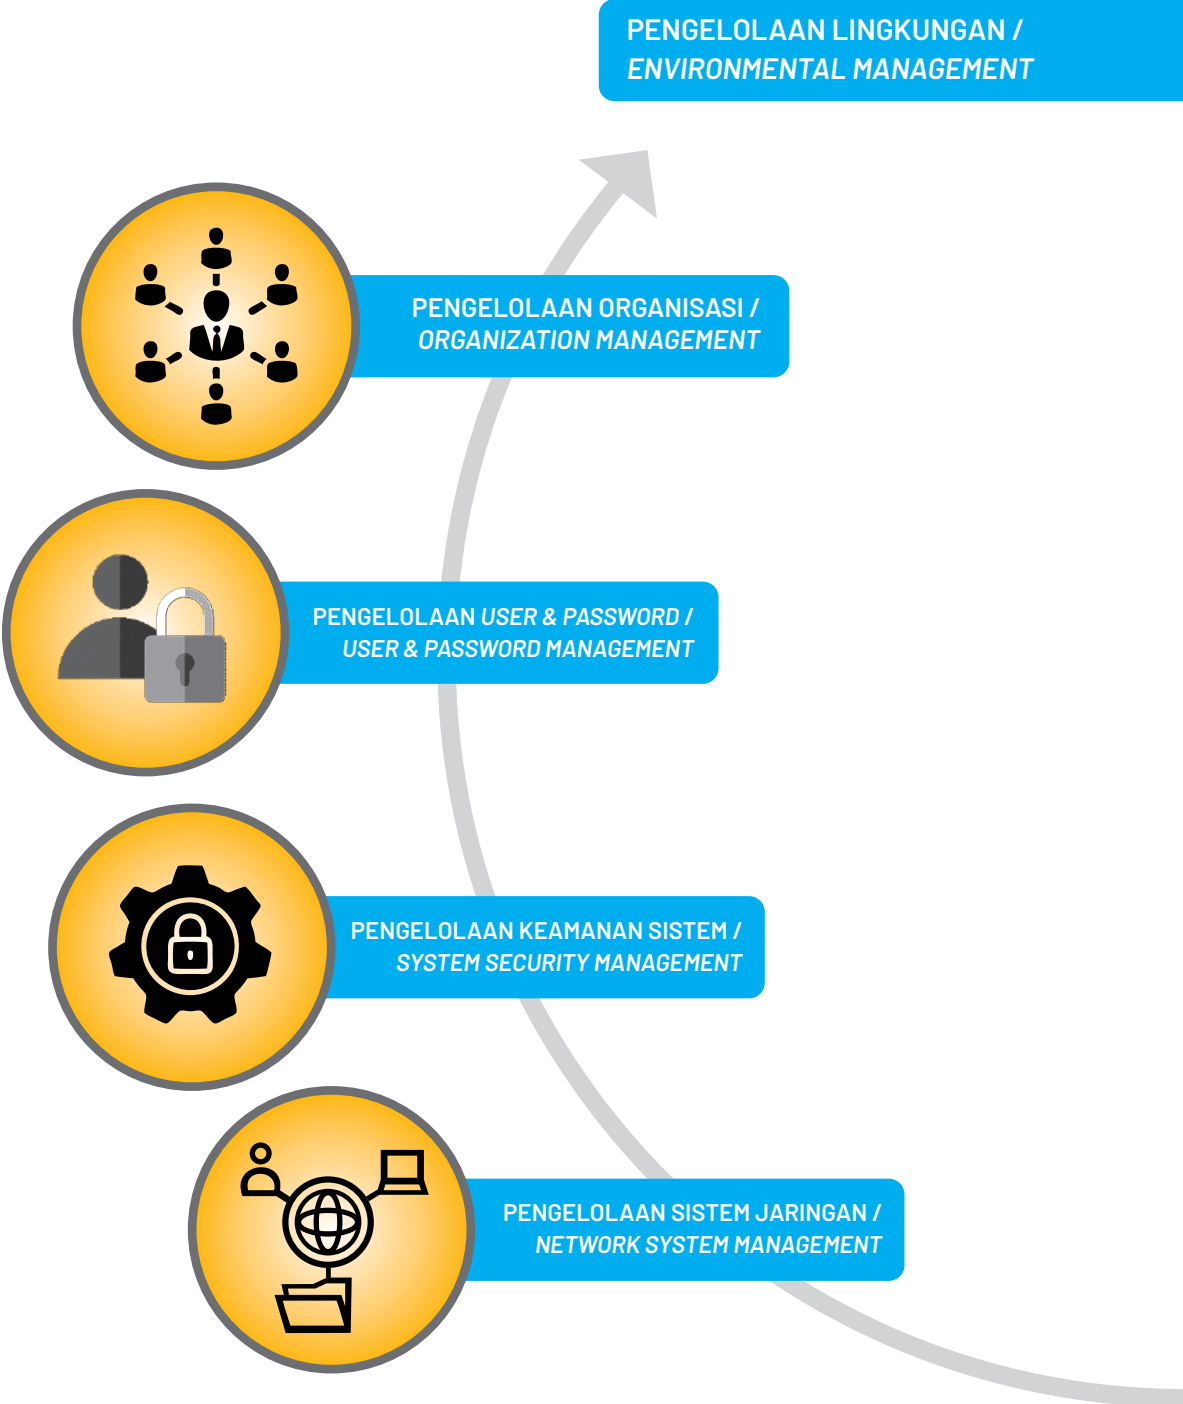 PENGELOLAAN LINGKUNGAN /
ENVIRONMENTAL MANAGEMENT
PENGELOLAAN ORGANISASI /
ORGANIZATION MANAGEMENT
PENGELOLAAN USER & PASSWORD /
USER & PASSWORD MANAGEMENT
PENGELOLAAN KEAMANAN SISTEM /
SYSTEM SECURITY MANAGEMENT
PENGELOLAAN SISTEM JARINGAN /
NETWORK SYSTEM MANAGEMENT